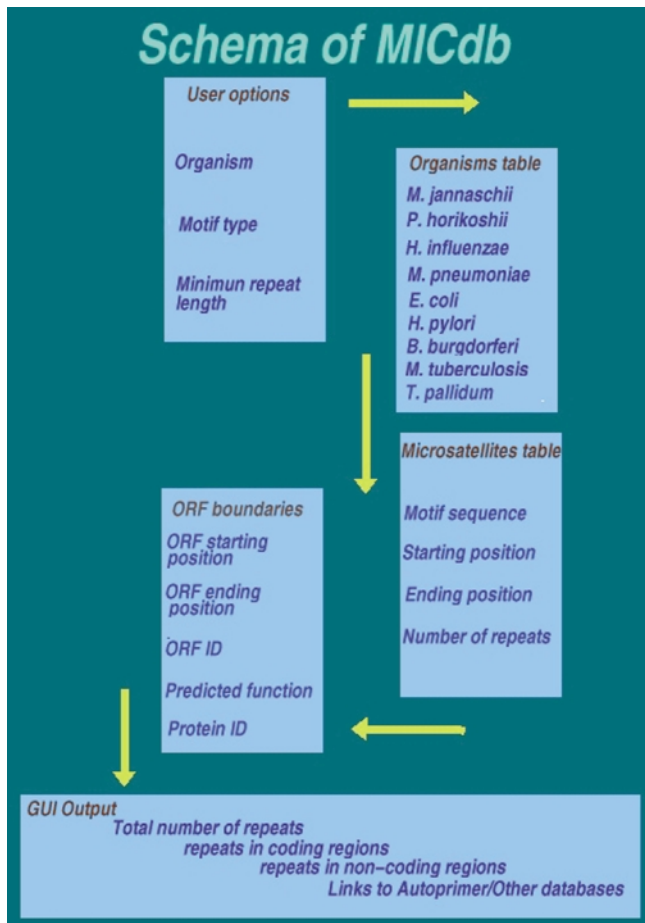 Schema of MICdb
User options
Organism
Motif type
Minimun repeat
length
Organisms table
M. jannaschii
P. horikoshii
H. influenzae
M. pneumoniae
E. coli
H. pylori
B. burgdorferi
M. tuberculosis
T. pallidum
Microsatellites table
Motif sequence
Starting position
Ending position
Number of repeats
ORF boundaries
ORF starting
position
ORF ending
position
ORF ID
Predicted function
Protein ID
GUI Output
Total number of repeats
repeats in coding regions
repeats in non-coding regions
Links to Autoprimer/Other databases